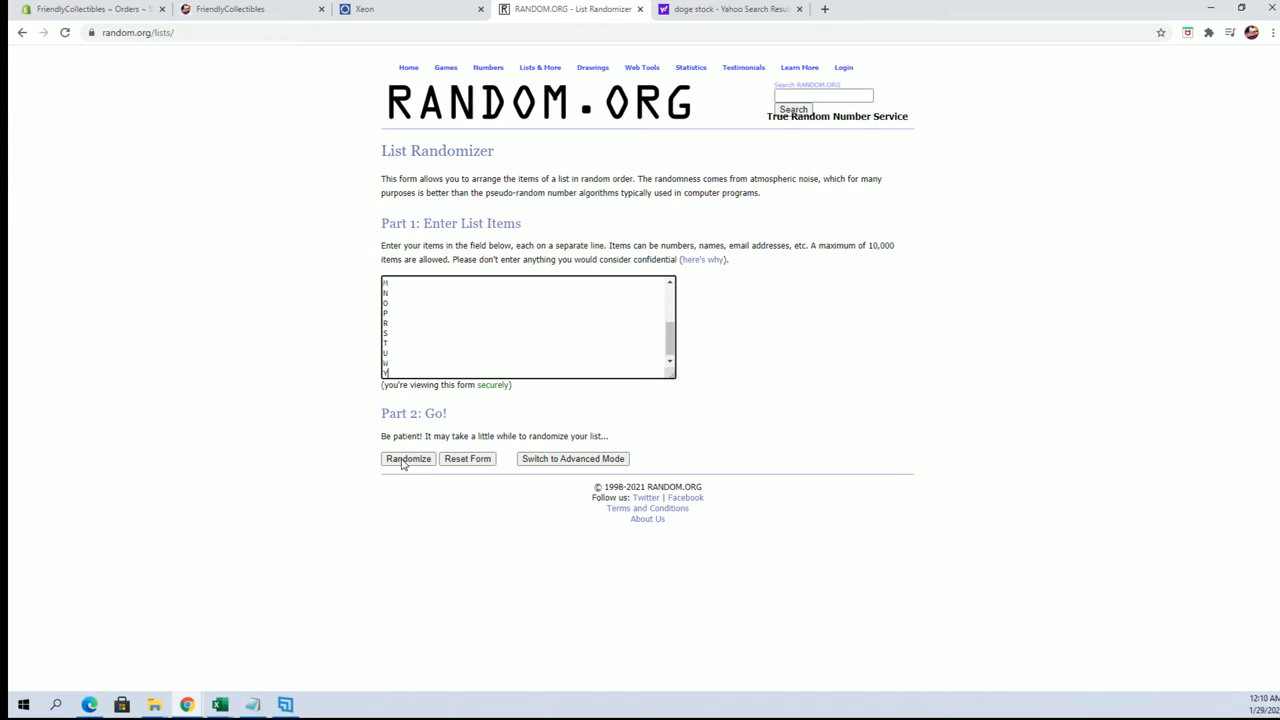 FriendlyCollectibles ~ Orders ~ S
FriendlyCollectibles
Xeon
RANDOM.ORG - List Randomizer
doge stock - Yahoo Search Resul
random.org/lists/
Home Games Numbers Lists & More Drawings Web Tools Statistics Testimonials Learn More Login
RANDOM.ORG
Search RANDOM.ORG
Search
True Random Number Service
List Randomizer
This form allows you to arrange the items of a list in random order. The randomness comes from atmospheric noise, which for many
purposes is better than the pseudo-random number algorithms typically used in computer programs.
Part 1: Enter List Items
Enter your items in the field below, each on a separate line. Items can be numbers, names, email addresses, etc. A maximum of 10,000
items are allowed. Please don't enter anything you would consider confidential (here's why).
M
N
O
P
R
S
T
U
W
Y
(you're viewing this form securely)
Part 2: Go!
Be patient! It may take a little while to randomize your list...
Randomize Reset Form Switch to Advanced Mode
© 1998-2021 RANDOM.ORG
Follow us: Twitter | Facebook
Terms and Conditions
About Us
12:10 AM
1/29/202